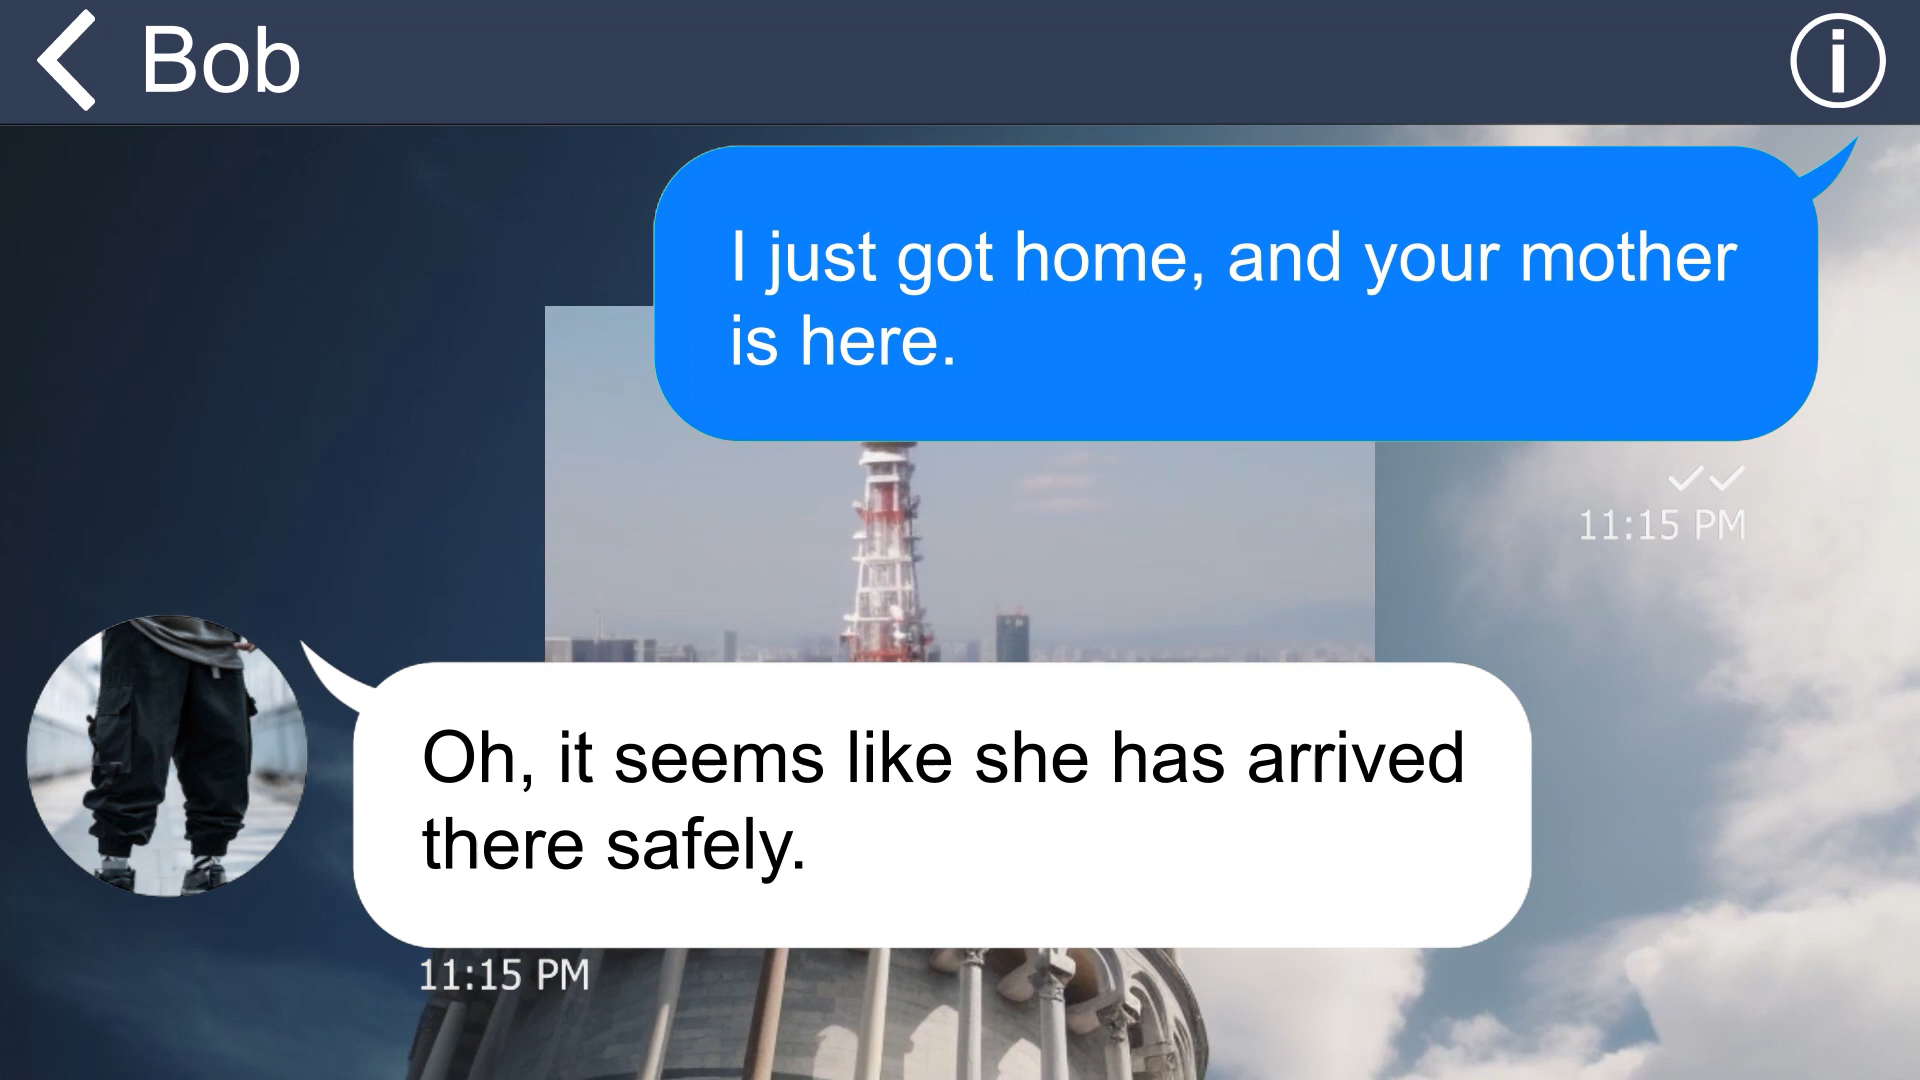 Bob
I just got home, and your mother
is here.
11:15 PM
Oh, it seems like she has arrived
there safely.
11:15 PM